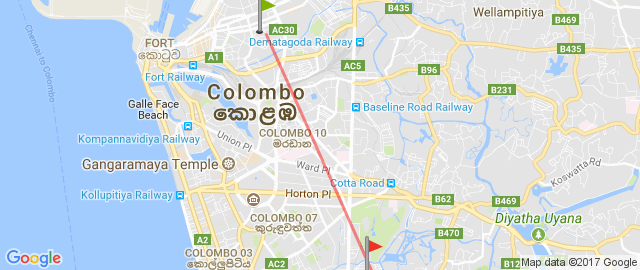 Wellampitiya
B435
B469
AC30
FORT
කොටුව
Dematagoda Railway
B435
A1
Fort Railway
AC5
B96
B231
Colombo
කොළඹ
Galle Face
Beach
Baseline Road Railway
Chennai to Colombo
Kompannavidiya Railway
Union Pl
COLOMBO 10
මරදාන
Gangaramaya Temple
Ward Pl
Koswatta Rd
Kollupitiya Railway
Horton Pl
Cotta Road
B62
B469
COLOMBO 07
කුරුඳුවත්ත
Diyatha Uyana
A2
COLOMBO 03
කොල්ලුපිටිය
B470
B12
Google
Map data ©2017 Google